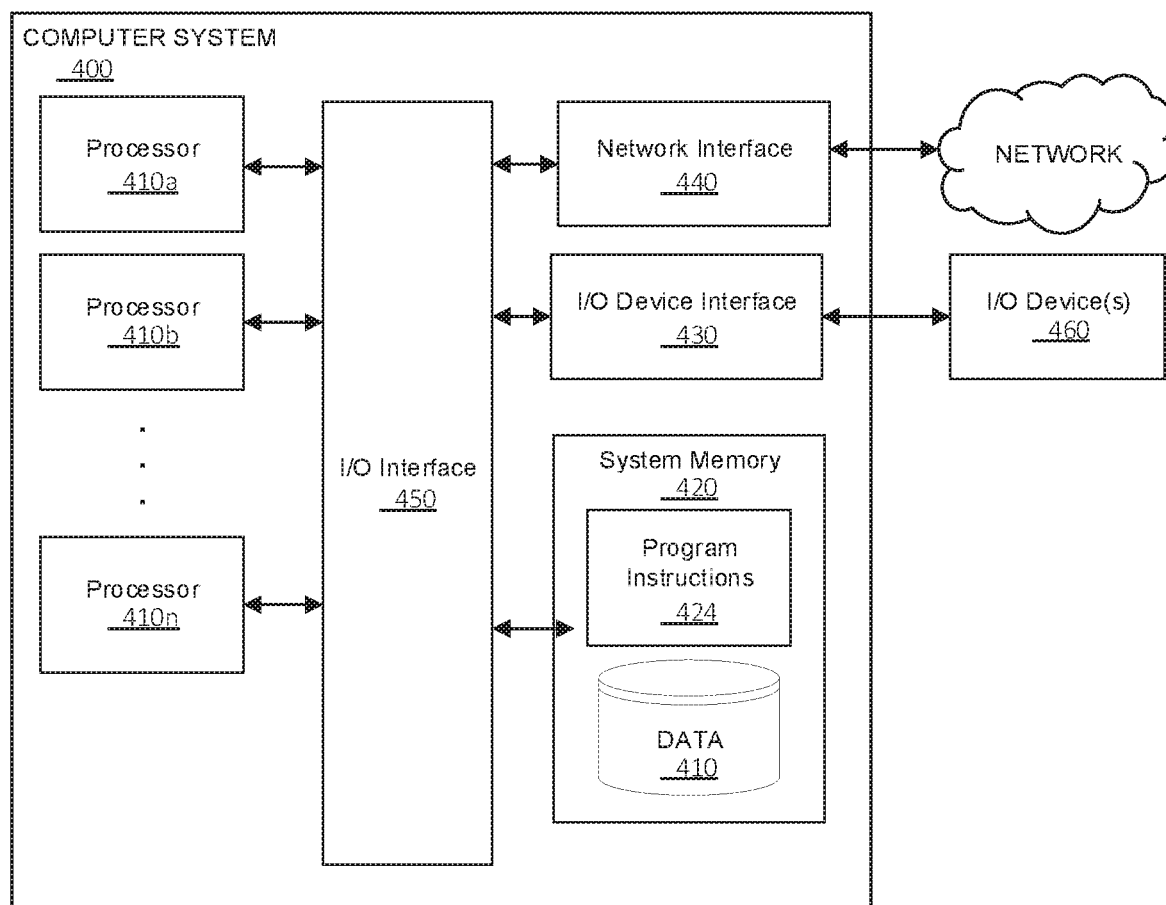 COMPUTER SYSTEM
400
Processor
410a
Processor
410b
Processor
410n
I/O Interface
450
Network Interface
440
I/O Device Interface
430
System Memory
420
Program
Instructions
424
DATA
410
NETWORK
I/O Device(s)
460